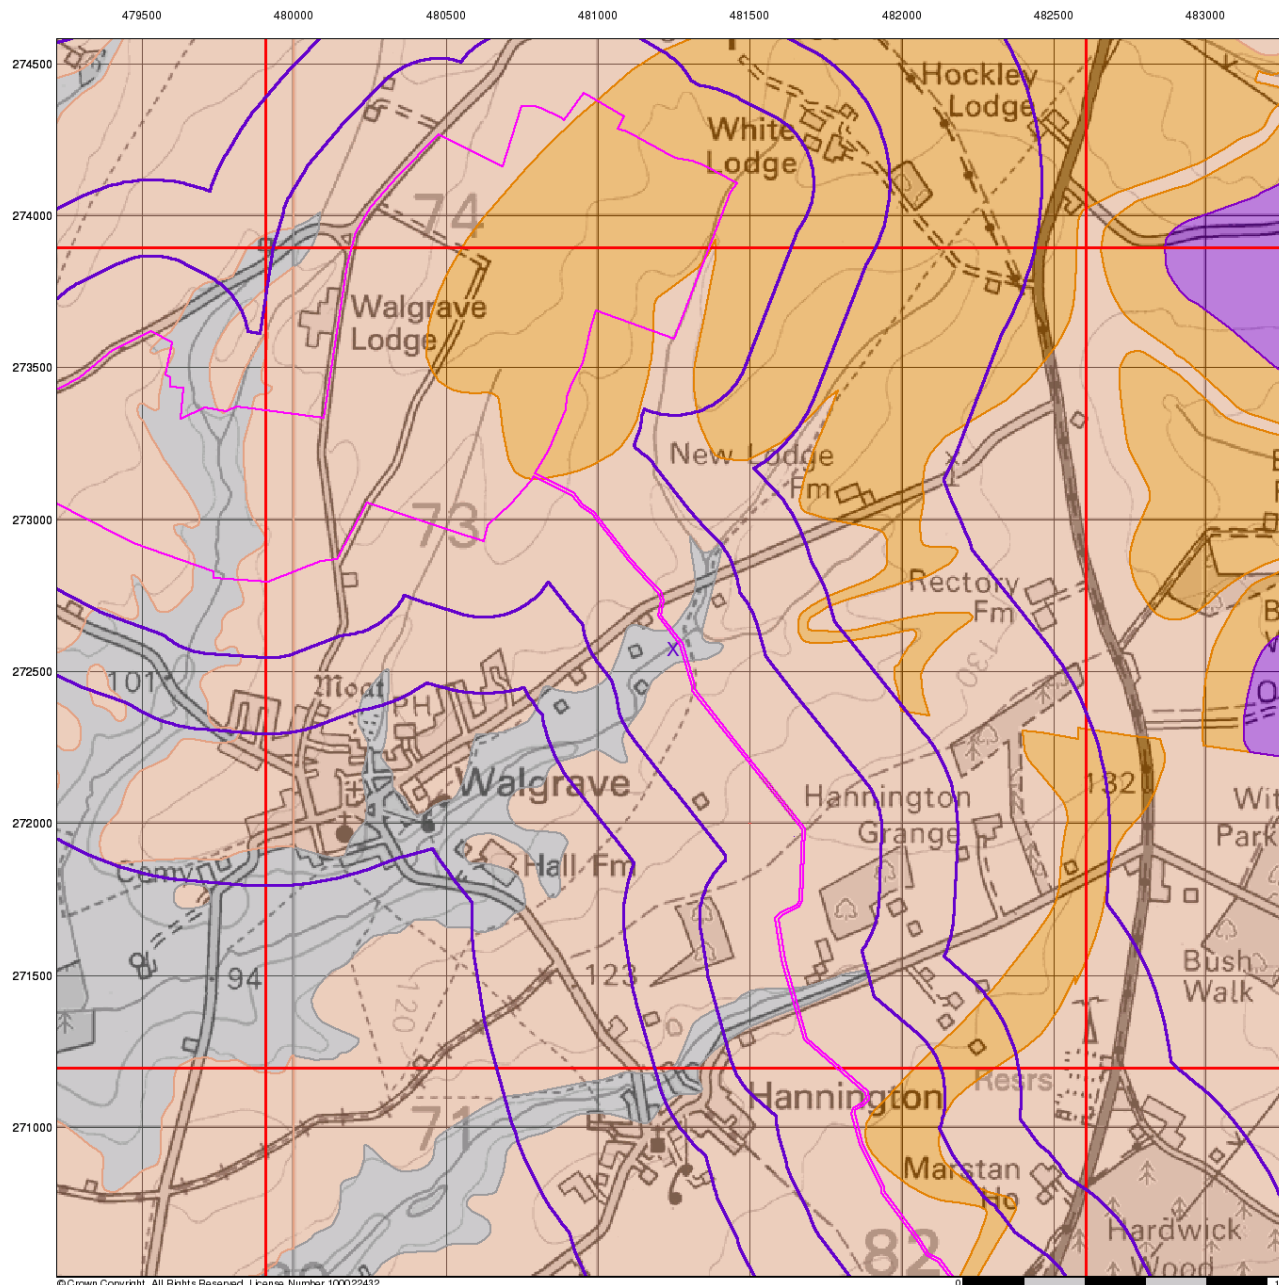 479500 480000 480500 481000 481500 482000 482500 483000
274500
Hockley
Lodge
White
Lodge
274000
74
Walgrave
Lodge
273500
New Lodge
Fm
273000
73
Rectory
Fm
130
272500
101
Moat
PH
Walgrave
132
Hannington
Grange
Wit
Park
272000
Cemy
Hall Fm
94
123
Bush
Walk
271500
120
Resrs
Hannington
71
271000
Marstan
Ho
82
Hardwick
Wood
©Crown Copyright. All Rights Reserved. License Number 100022432
0